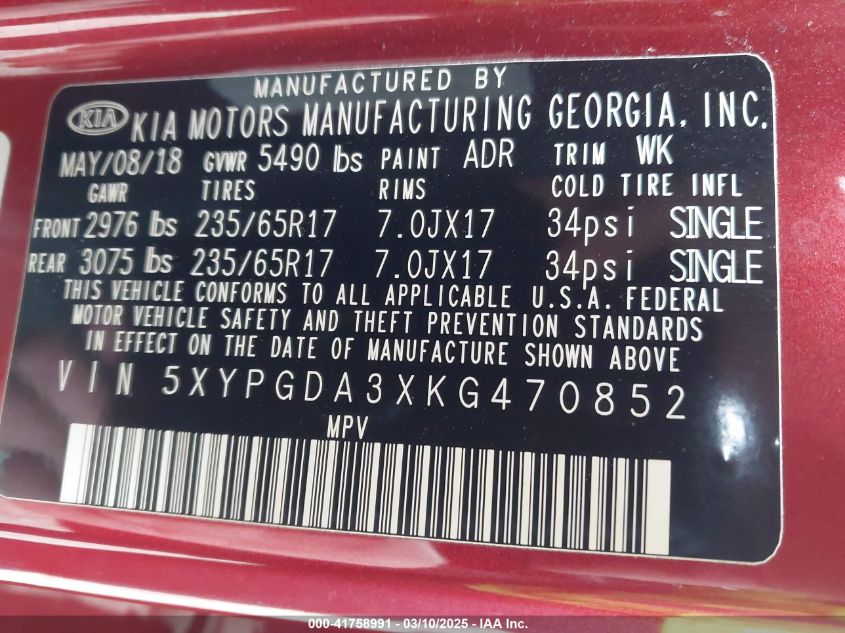 MANUFACTURED BY
KIA KIA MOTORS MANUFACTURING GEORGIA, INC.
MAY/08/18 GVWR 5490 lbs PAINT ADR TRIM WK
GAWR TIRES RIMS COLD TIRE INFL
FRONT 2976 lbs 235/65R17 7.0JX17 34psi SINGLE
REAR 3075 lbs 235/65R17 7.0JX17 34psi SINGLE
THIS VEHICLE CONFORMS TO ALL APPLICABLE U.S.A. FEDERAL
MOTOR VEHICLE SAFETY AND THEFT PREVENTION STANDARDS
IN EFFECT ON THE DATE OF MANUFACTURE SHOWN ABOVE
VIN 5XYPGDA3XKG470852
MPV
000-41758991 - 03/10/2025 - IAA Inc.